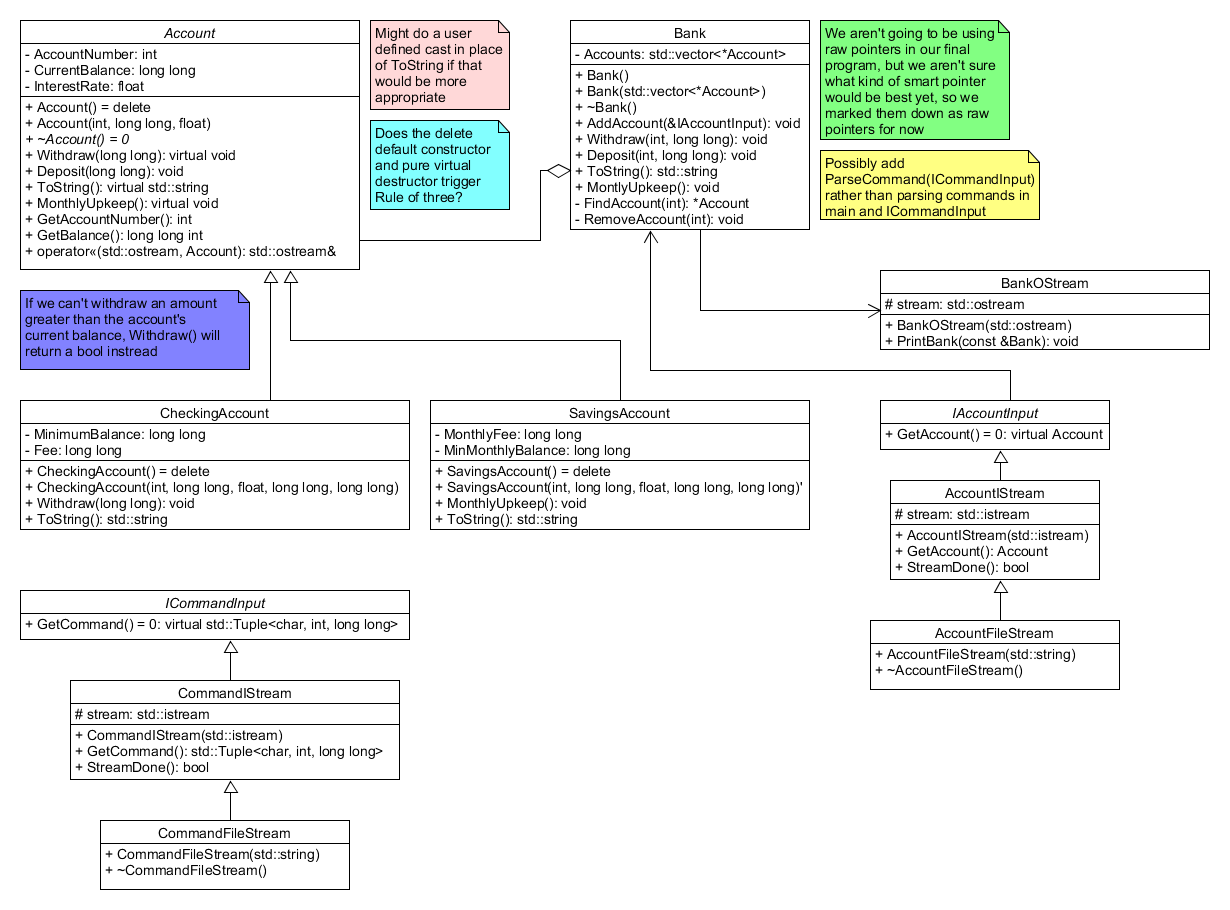 Account
- AccountNumber: int
- CurrentBalance: long long
- InterestRate: float
+ Account() = delete
+ Account(int, long long, float)
+ ~Account() = 0
+ Withdraw(long long): virtual void
+ Deposit(long long): void
+ ToString(): virtual std::string
+ MonthlyUpkeep(): virtual void
+ GetAccountNumber(): int
+ GetBalance(): long long int
+ operator«(std::ostream, Account): std::ostream&
Might do a user
defined cast in place
of ToString if that
would be more
appropriate
Does the delete
default constructor
and pure virtual
destructor trigger
Rule of three?
Bank
- Accounts: std::vector<*Account>
+ Bank()
+ Bank(std::vector<*Account>)
+ ~Bank()
+ AddAccount(&IAccountInput): void
+ Withdraw(int, long long): void
+ Deposit(int, long long): void
+ ToString(): std::string
+ MontlyUpkeep(): void
- FindAccount(int): *Account
- RemoveAccount(int): void
We aren't going to be using
raw pointers in our final
program, but we aren't sure
what kind of smart pointer
would be best yet, so we
marked them down as raw
pointers for now
Possibly add
ParseCommand(ICommandInput)
rather than parsing commands in
main and ICommandInput
If we can't withdraw an amount
greater than the account's
current balance, Withdraw() will
return a bool instread
BankOStream
# stream: std::ostream
+ BankOStream(std::ostream)
+ PrintBank(const &Bank): void
CheckingAccount
- MinimumBalance: long long
- Fee: long long
+ CheckingAccount() = delete
+ CheckingAccount(int, long long, float, long long, long long)
+ Withdraw(long long): void
+ ToString(): std::string
SavingsAccount
- MonthlyFee: long long
- MinMonthlyBalance: long long
+ SavingsAccount() = delete
+ SavingsAccount(int, long long, float, long long, long long)'
+ MonthlyUpkeep(): void
+ ToString(): std::string
IAccountInput
+ GetAccount() = 0: virtual Account
AccountIStream
# stream: std::istream
+ AccountIStream(std::istream)
+ GetAccount(): Account
+ StreamDone(): bool
AccountFileStream
+ AccountFileStream(std::string)
+ ~AccountFileStream()
ICommandInput
+ GetCommand() = 0: virtual std::Tuple<char, int, long long>
CommandIStream
# stream: std::istream
+ CommandIStream(std::istream)
+ GetCommand(): std::Tuple<char, int, long long>
+ StreamDone(): bool
CommandFileStream
+ CommandFileStream(std::string)
+ ~CommandFileStream()